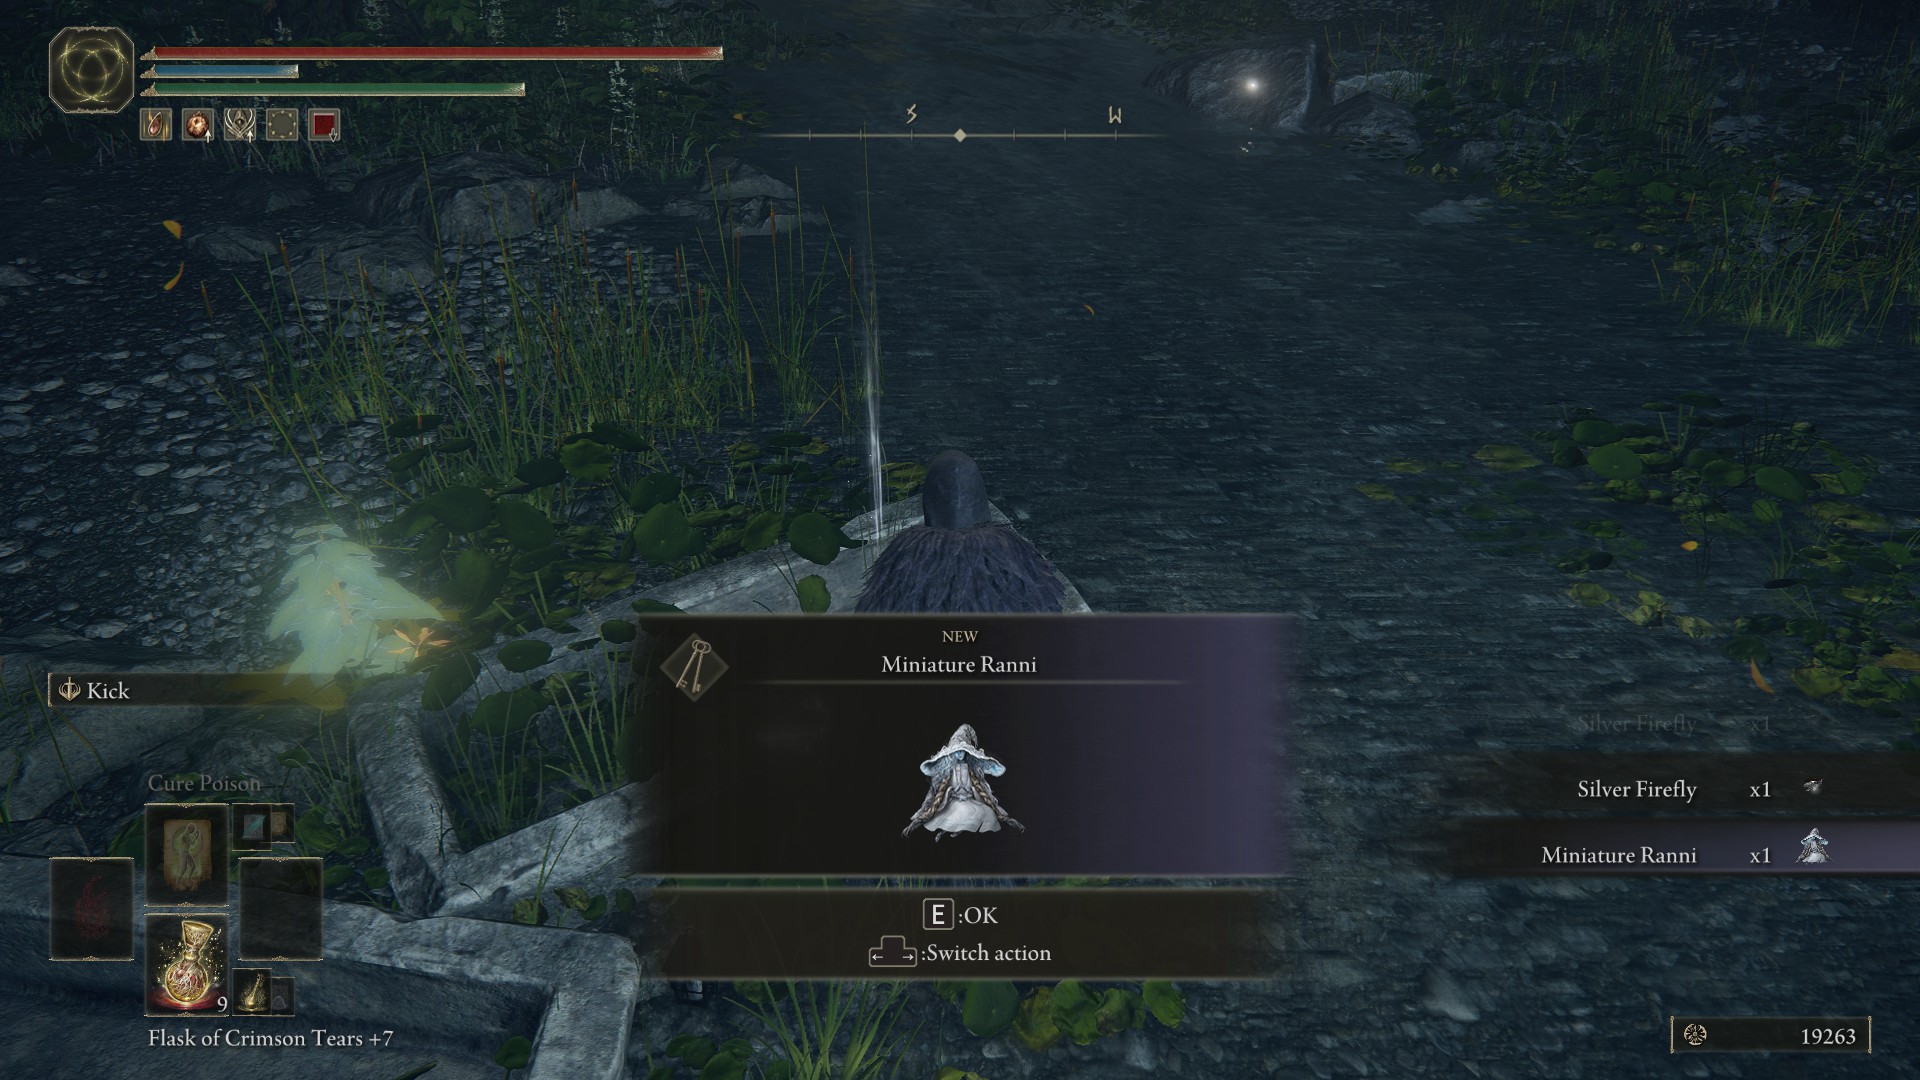 S W
NEW
Miniature Ranni
Kick
Silver Firefly x1
Cure Poison
Silver Firefly x1
Miniature Ranni x1
E :OK
:Switch action
9
Flask of Crimson Tears +7
19263